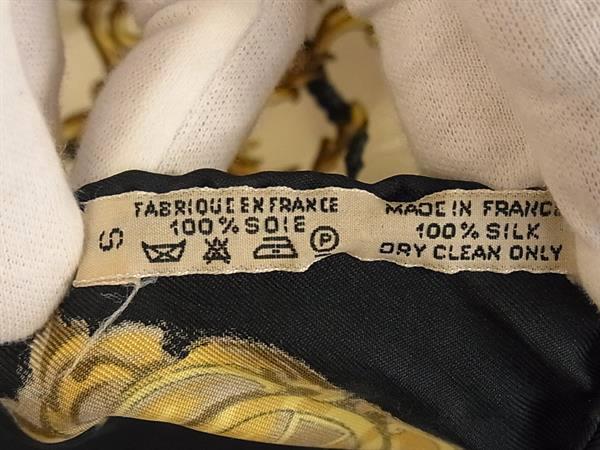 FABRIQUE EN FRANCE
100% SOIE
S
P
MADE IN FRANCE
100% SILK
DRY CLEAN ONLY